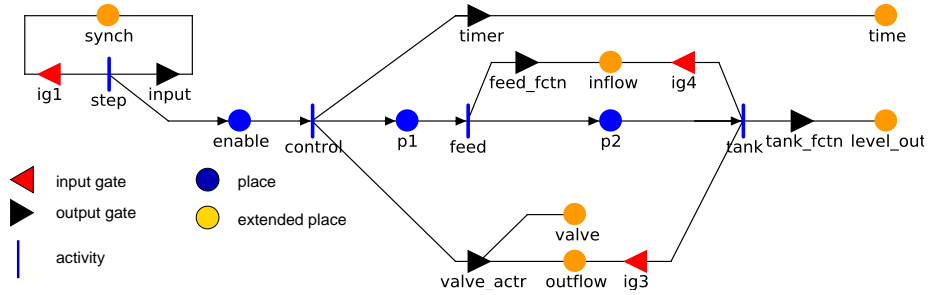 synch
timer
time
ig1
step
input
feed_fctn
inflow
ig4
enable
control
p1
feed
p2
tank
tank_fctn
level_out
input gate
place
output gate
extended place
activity
valve
valve_actr
outflow
ig3